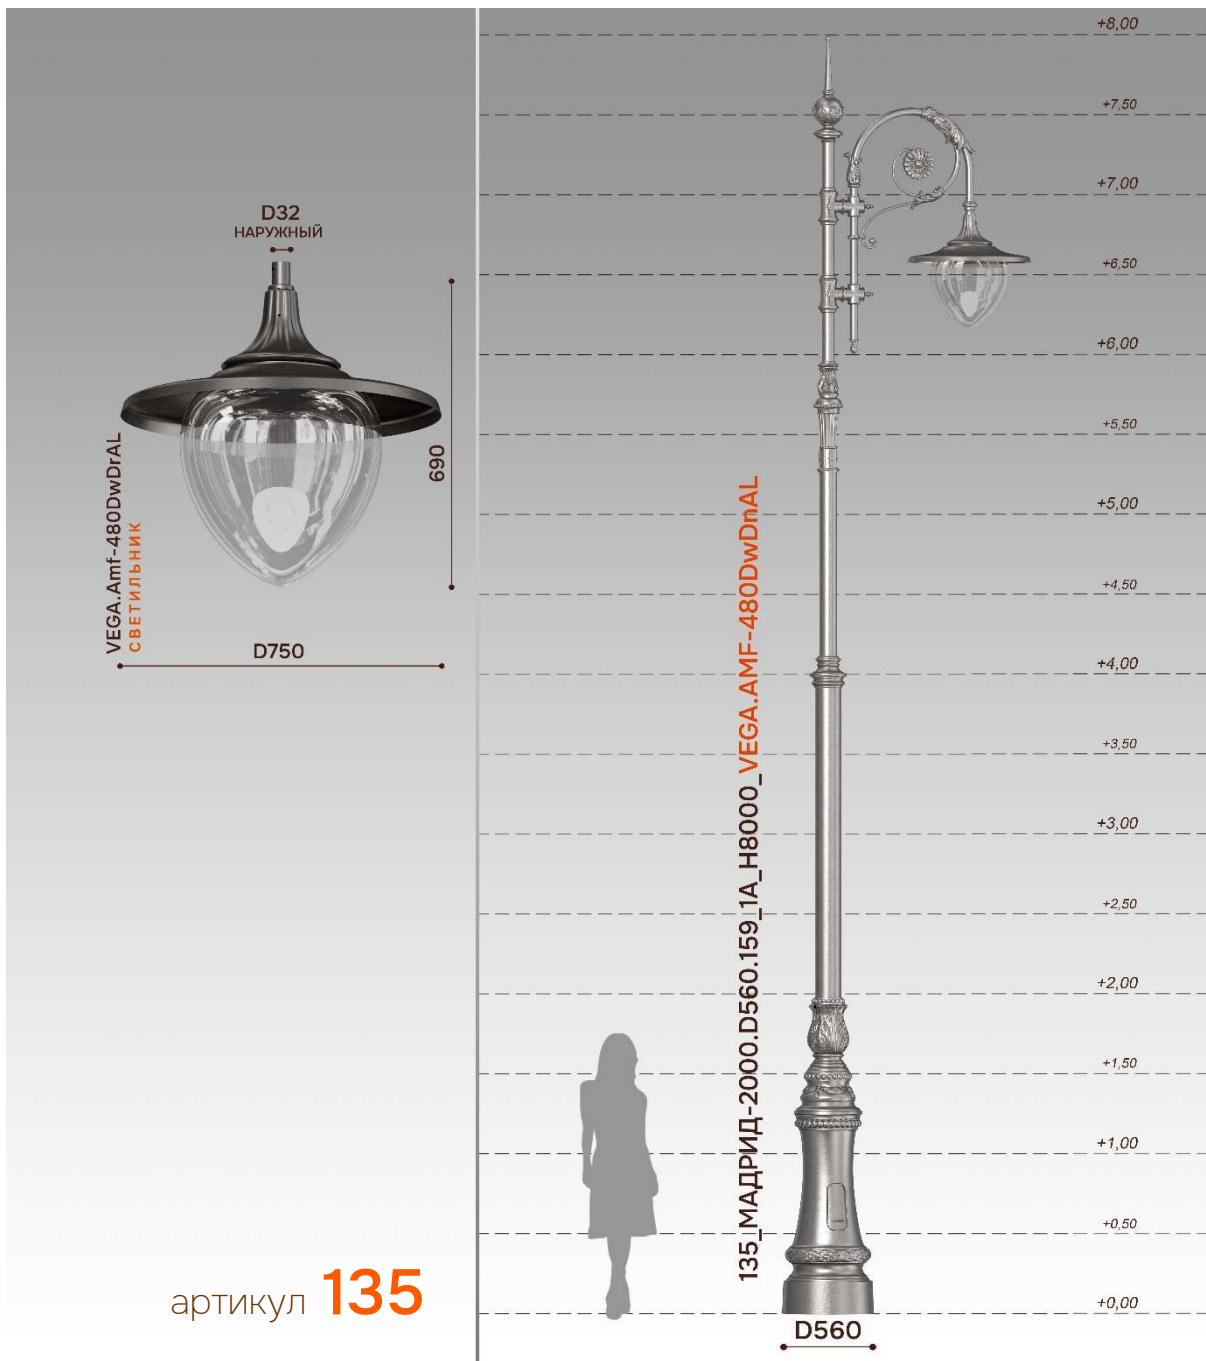 D32
НАРУЖНЫЙ
690
VEGA.Amf-480DwDrAL
СВЕТИЛЬНИК
D750
артикул 135
135_МАДРИД-2000.D560.159_1A_H8000_VEGA.AMF-480DwDnAL
+8,00
+7,50
+7,00
+6,50
+6,00
+5,50
+5,00
+4,50
+4,00
+3,50
+3,00
+2,50
+2,00
+1,50
+1,00
+0,50
+0,00
D560